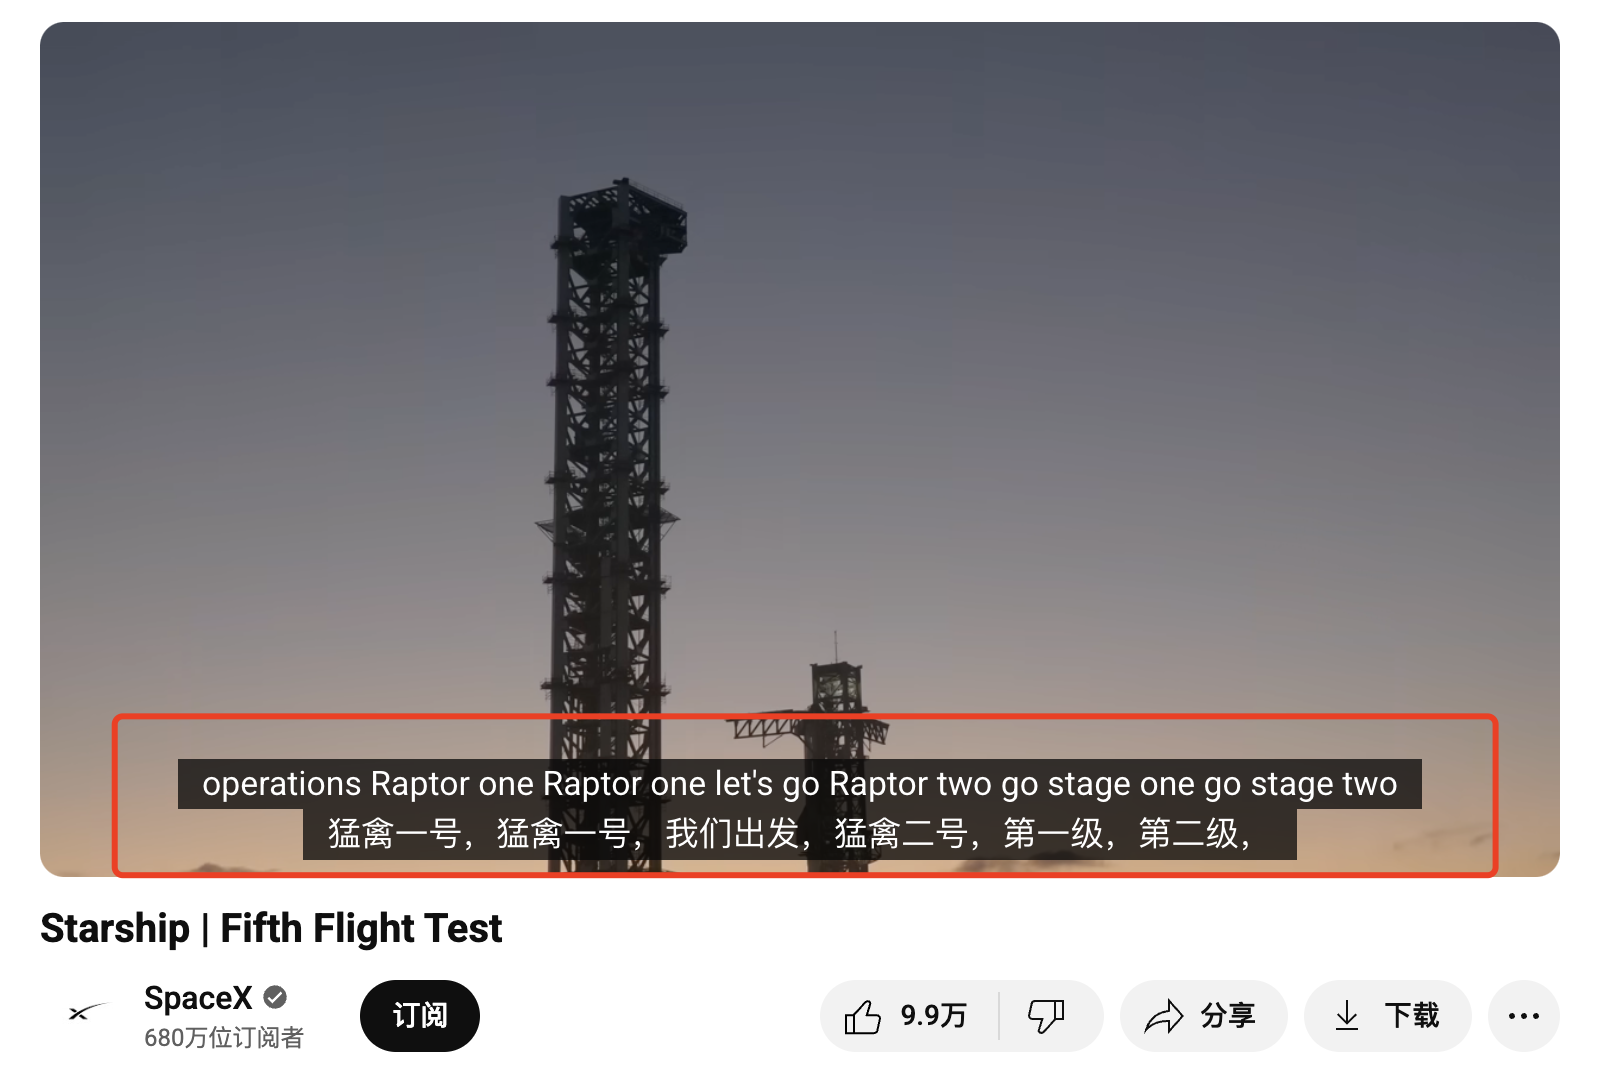 operations Raptor one Raptor one let's go Raptor two go stage one go stage two
猛禽一号，猛禽一号，我们出发，猛禽二号，第一级，第二级，
Starship | Fifth Flight Test
SpaceX
680万位订阅者
订阅
9.9万
分享
下载